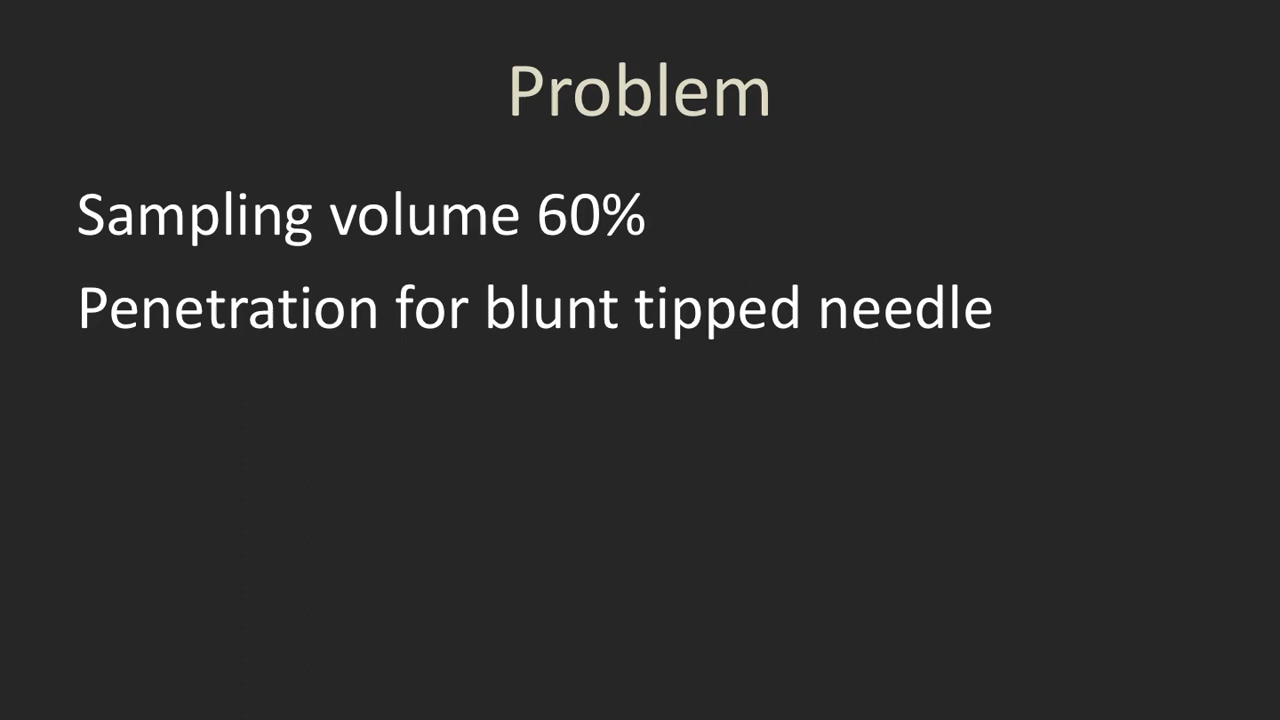 Problem
Sampling volume 60%
Penetration for blunt tipped needle